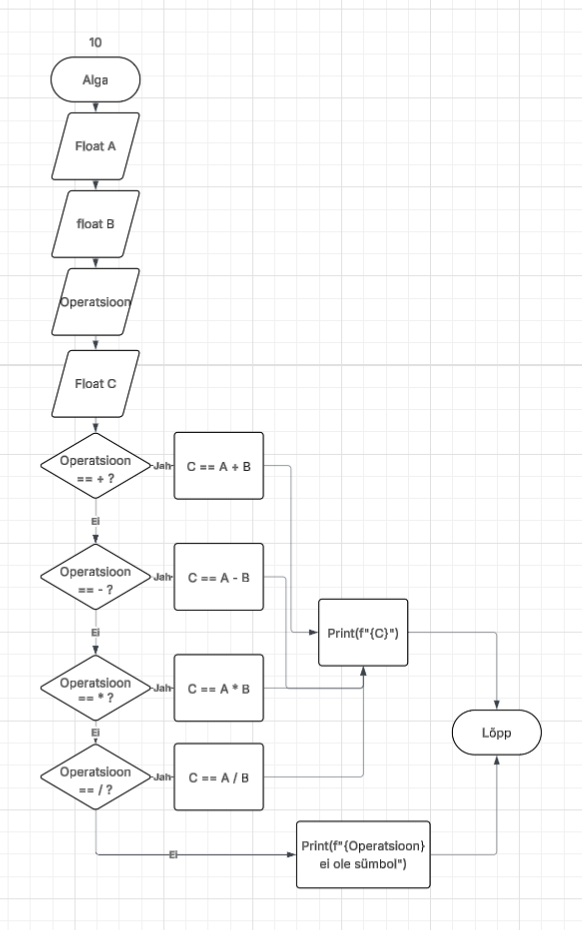 10
Alga
Float A
float B
Operatsioon
Float C
Operatsioon
== + ?
Jah
C == A + B
Ei
Operatsioon
== - ?
Jah
C == A - B
Ei
Print(f"{C}")
Operatsioon
== * ?
Jah
C == A * B
Ei
Lõpp
Operatsioon
== / ?
Jah
C == A / B
Ei
Print(f"{Operatsioon}
ei ole sümbol")